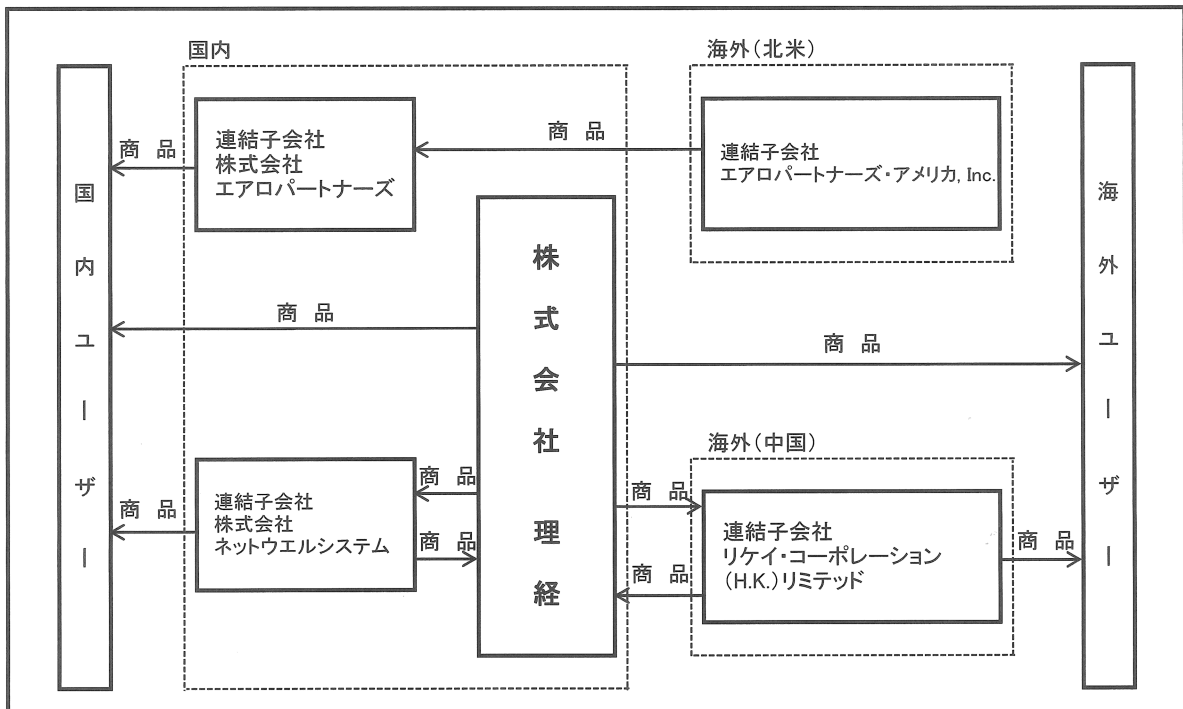 国内
海外(北米)
商 品
連結子会社
株式会社
エアロパートナーズ
商 品
連結子会社
エアロパートナーズ・アメリカ, Inc.
国内ユーザー
株式会社 理経
海外ユーザー
商 品
商 品
海外(中国)
商 品
連結子会社
株式会社
ネットウエルシステム
商 品
商 品
商 品
商 品
連結子会社
リケイ・コーポレーション
(H.K.)リミテッド
商 品